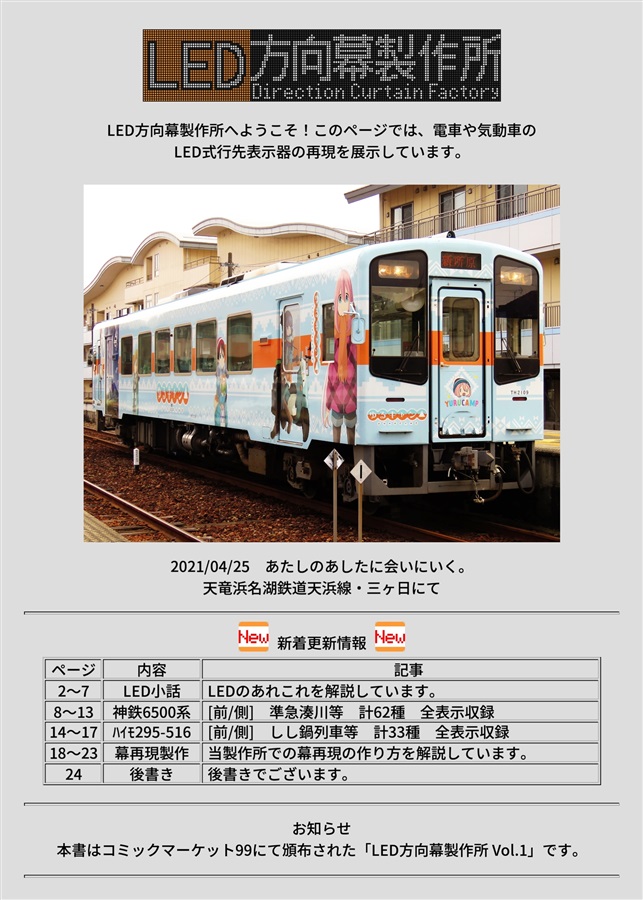 LED方向幕製作所
Direction Curtain Factory
LED方向幕製作所へようこそ！このページでは、電車や気動車の
LED式行先表示器の再現を展示しています。
YURUCAMP
TH2109
2021/04/25　あたしのあしたに会いにいく。
天竜浜名湖鉄道天浜線・三ヶ日にて
New 新着更新情報 New
ページ 内容 記事
2〜7 LED小話 LEDのあれこれを解説しています。
8〜13 神鉄6500系 [前/側]　準急湊川等　計62種　全表示収録
14〜17 ﾊｲﾓ295-516 [前/側]　しし鍋列車等　計33種　全表示収録
18〜23 幕再現製作 当製作所での幕再現の作り方を解説しています。
24 後書き 後書きでございます。
お知らせ
本書はコミックマーケット99にて頒布された「LED方向幕製作所 Vol.1」です。